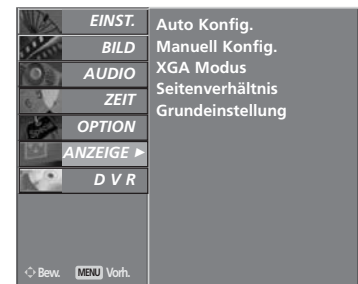 EINST.
BILD
AUDIO
ZEIT
OPTION
ANZEIGE ►
D V R
Auto Konfig.
Manuell Konfig.
XGA Modus
Seitenverhältnis
Grundeinstellung
Bew. MENU Vorh.